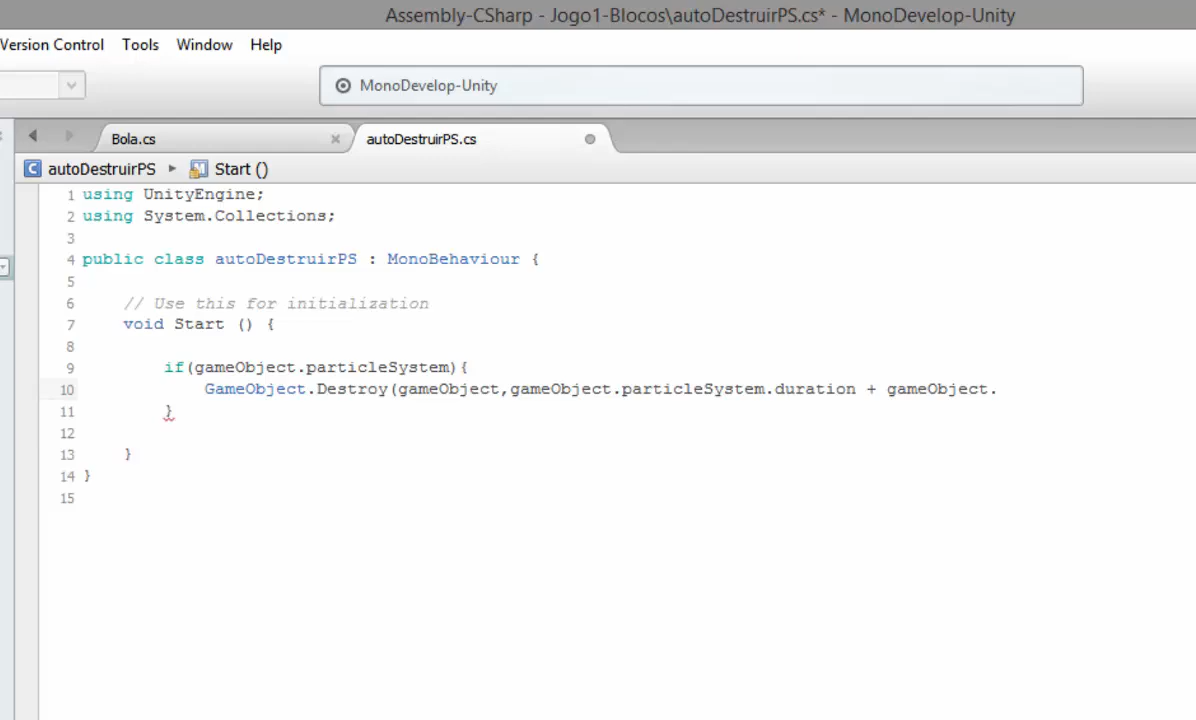 Assembly-CSharp - Jogo1-Blocos\autoDestruirPS.cs* - MonoDevelop-Unity
Version Control Tools Window Help
MonoDevelop-Unity
Bola.cs autoDestruirPS.cs
autoDestruirPS Start ()
1 using UnityEngine;
2 using System.Collections;
3
4 public class autoDestruirPS : MonoBehaviour {
5
6 // Use this for initialization
7 void Start () {
8
9 if(gameObject.particleSystem){
10 GameObject.Destroy(gameObject,gameObject.particleSystem.duration + gameObject.
11 }
12
13 }
14 }
15